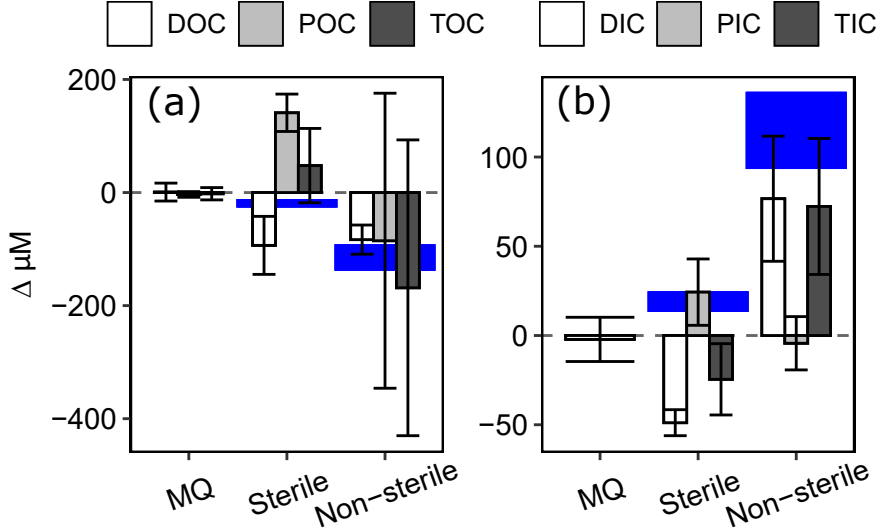 DOC POC TOC
DIC PIC TIC
(a)
(b)
Δ µM
200
0
−200
−400
100
50
0
−50
MQ
Sterile
Non−sterile
MQ
Sterile
Non−sterile